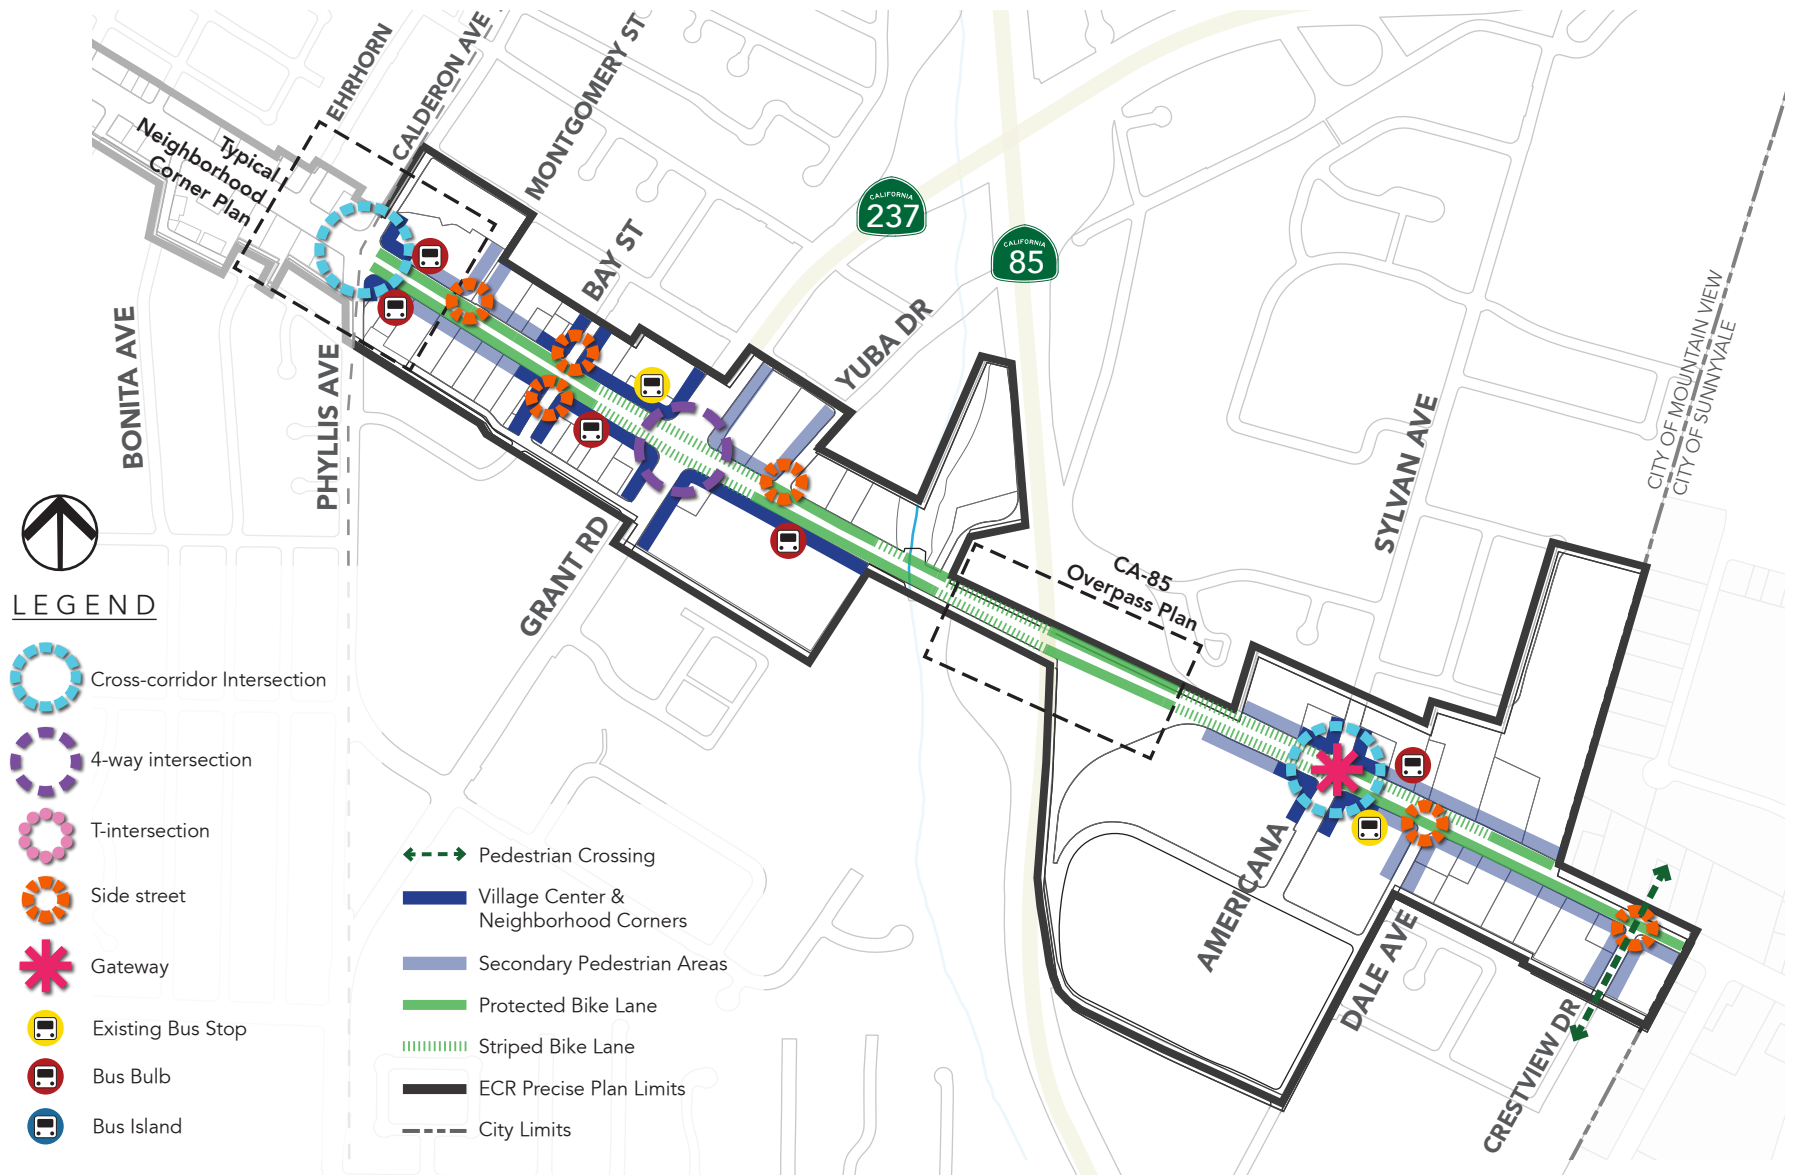 EHRHORN
CALDERON AVE
MONTGOMERY ST
Typical
Neighborhood
Corner Plan
BAY ST
CALIFORNIA
237
CALIFORNIA
85
YUBA DR
BONITA AVE
PHYLLIS AVE
GRANT RD
CA-85
Overpass Plan
SYLVAN AVE
CITY OF MOUNTAIN VIEW
CITY OF SUNNYVALE
AMERICANA
DALE AVE
CRESTVIEW DR
LEGEND
Cross-corridor Intersection
4-way intersection
T-intersection
Side street
Gateway
Existing Bus Stop
Bus Bulb
Bus Island
Pedestrian Crossing
Village Center &
Neighborhood Corners
Secondary Pedestrian Areas
Protected Bike Lane
Striped Bike Lane
ECR Precise Plan Limits
City Limits